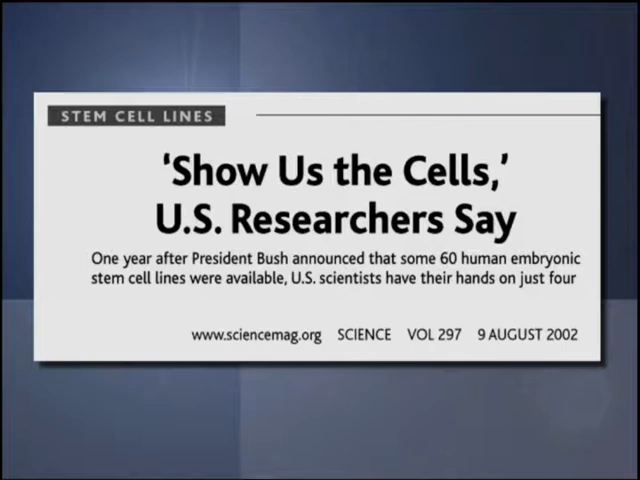 STEM CELL LINES
‘Show Us the Cells,’
U.S. Researchers Say
One year after President Bush announced that some 60 human embryonic
stem cell lines were available, U.S. scientists have their hands on just four
www.sciencemag.org SCIENCE VOL 297 9 AUGUST 2002